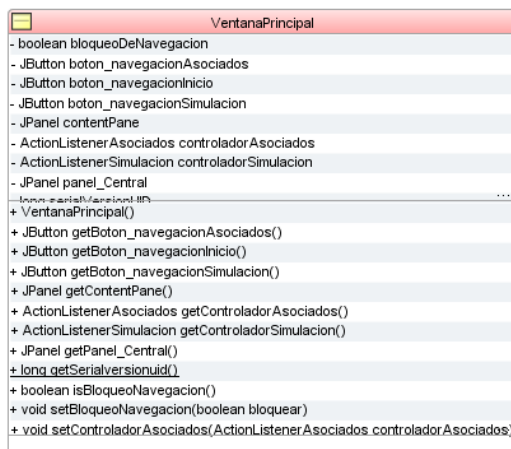 VentanaPrincipal
- boolean bloqueoDeNavegacion
- JButton boton_navegacionAsociados
- JButton boton_navegacionInicio
- JButton boton_navegacionSimulacion
- JPanel contentPane
- ActionListenerAsociados controladorAsociados
- ActionListenerSimulacion controladorSimulacion
- JPanel panel_Central
- long serialVersionUID
...
+ VentanaPrincipal()
+ JButton getBoton_navegacionAsociados()
+ JButton getBoton_navegacionInicio()
+ JButton getBoton_navegacionSimulacion()
+ JPanel getContentPane()
+ ActionListenerAsociados getControladorAsociados()
+ ActionListenerSimulacion getControladorSimulacion()
+ JPanel getPanel_Central()
+ long getSerialversionuid()
+ boolean isBloqueoNavegacion()
+ void setBloqueoNavegacion(boolean bloquear)
+ void setControladorAsociados(ActionListenerAsociados controladorAsociados)